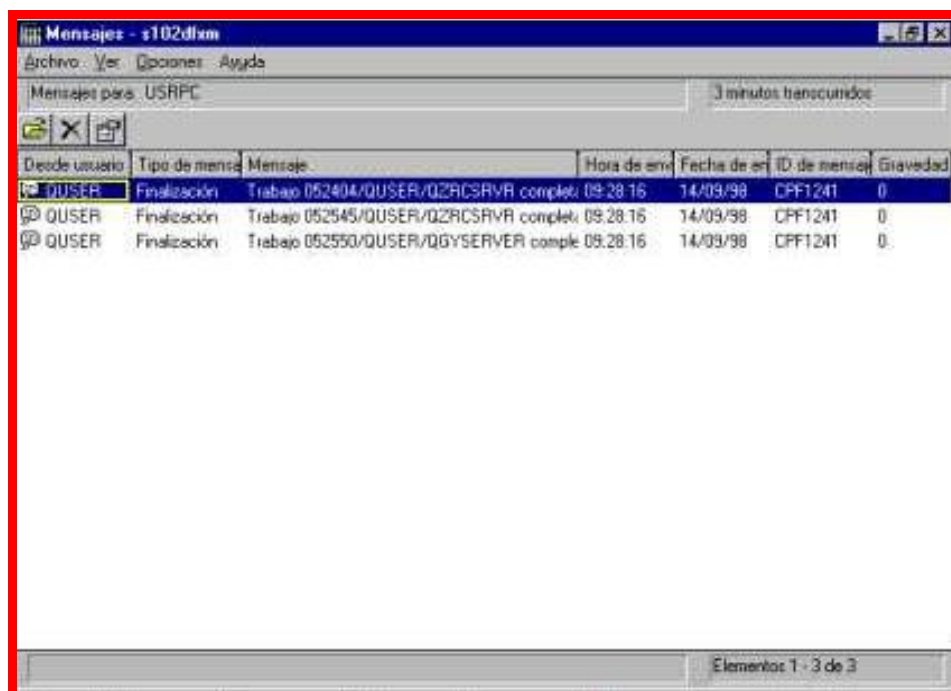 Mensajes - s102dlxm
Archivo Ver Opciones Ayuda
Mensajes para: USRPC 3 minutos transcurridos
Desde usuario Tipo de mensa Mensaje Hora de env Fecha de en ID de mensaj Gravedad
QUSER Finalización Trabajo 052404/QUSER/QZRCSRVR completa 09:28:16 14/09/98 CPF1241 0
QUSER Finalización Trabajo 052545/QUSER/QZRCSRVR completa 09:28:16 14/09/98 CPF1241 0
QUSER Finalización Trabajo 052550/QUSER/QGYSERVER comple 09:28:16 14/09/98 CPF1241 0
Elementos 1 - 3 de 3